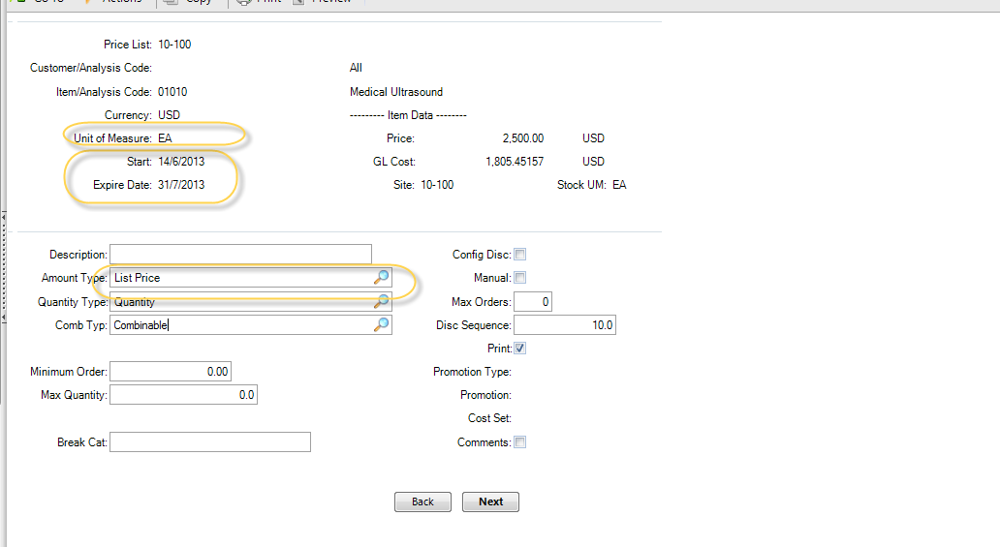 Go To Actions Copy Print Preview
Price List: 10-100
Customer/Analysis Code: All
Item/Analysis Code: 01010 Medical Ultrasound
Currency: USD --------- Item Data --------
Unit of Measure: EA Price: 2,500.00 USD
Start: 14/6/2013 GL Cost: 1,805.45157 USD
Expire Date: 31/7/2013 Site: 10-100 Stock UM: EA
Description: Config Disc:
Amount Type: List Price Manual:
Quantity Type: Quantity Max Orders: 0
Comb Typ: Combinable Disc Sequence: 10.0
Print:
Minimum Order: 0.00 Promotion Type:
Max Quantity: 0.0 Promotion:
Cost Set:
Break Cat: Comments:
Back Next